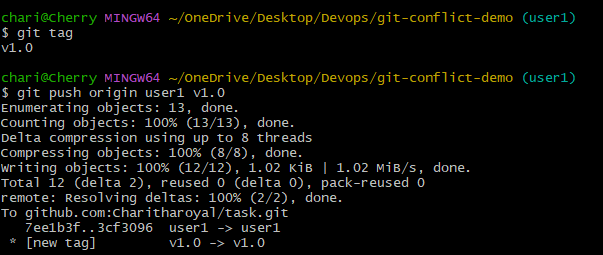 chari@Cherry MINGW64 ~/OneDrive/Desktop/Devops/git-conflict-demo (user1)
$ git tag
v1.0
chari@Cherry MINGW64 ~/OneDrive/Desktop/Devops/git-conflict-demo (user1)
$ git push origin user1 v1.0
Enumerating objects: 13, done.
Counting objects: 100% (13/13), done.
Delta compression using up to 8 threads
Compressing objects: 100% (8/8), done.
Writing objects: 100% (12/12), 1.02 KiB | 1.02 MiB/s, done.
Total 12 (delta 2), reused 0 (delta 0), pack-reused 0
remote: Resolving deltas: 100% (2/2), done.
To github.com:Charitharoyal/task.git
   7ee1b3f..3cf3096  user1 -> user1
 * [new tag]         v1.0 -> v1.0